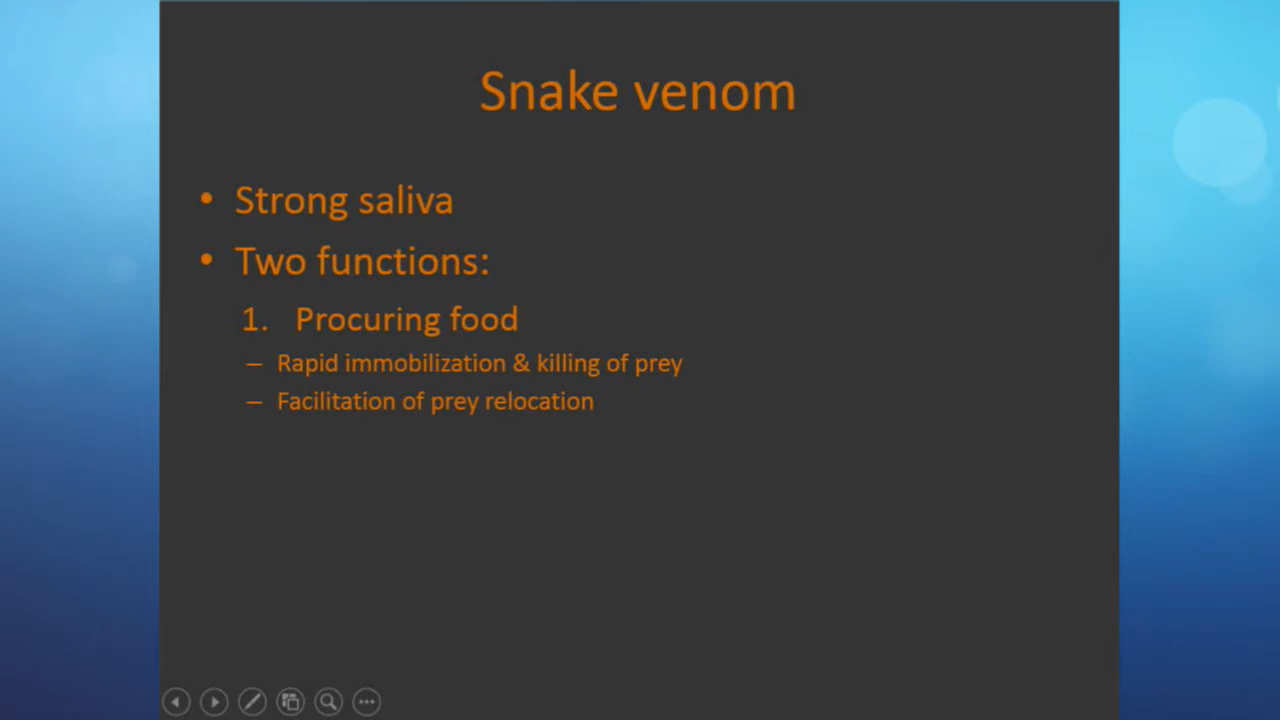 Snake venom
• Strong saliva
• Two functions:
1. Procuring food
– Rapid immobilization & killing of prey
– Facilitation of prey relocation